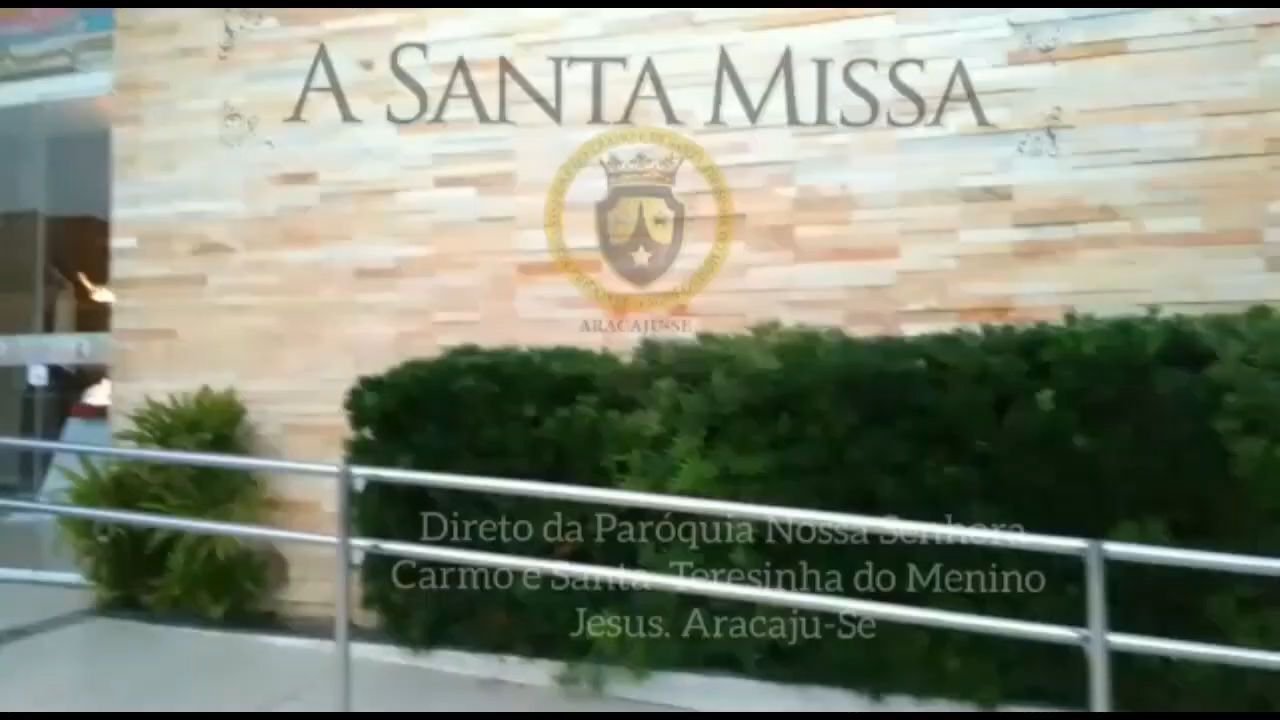 A SANTA MISSA
ARACAJU-SE
Direto da Paróquia Nossa Senhora
Carmo e Santa Teresinha do Menino
Jesus. Aracaju-Se